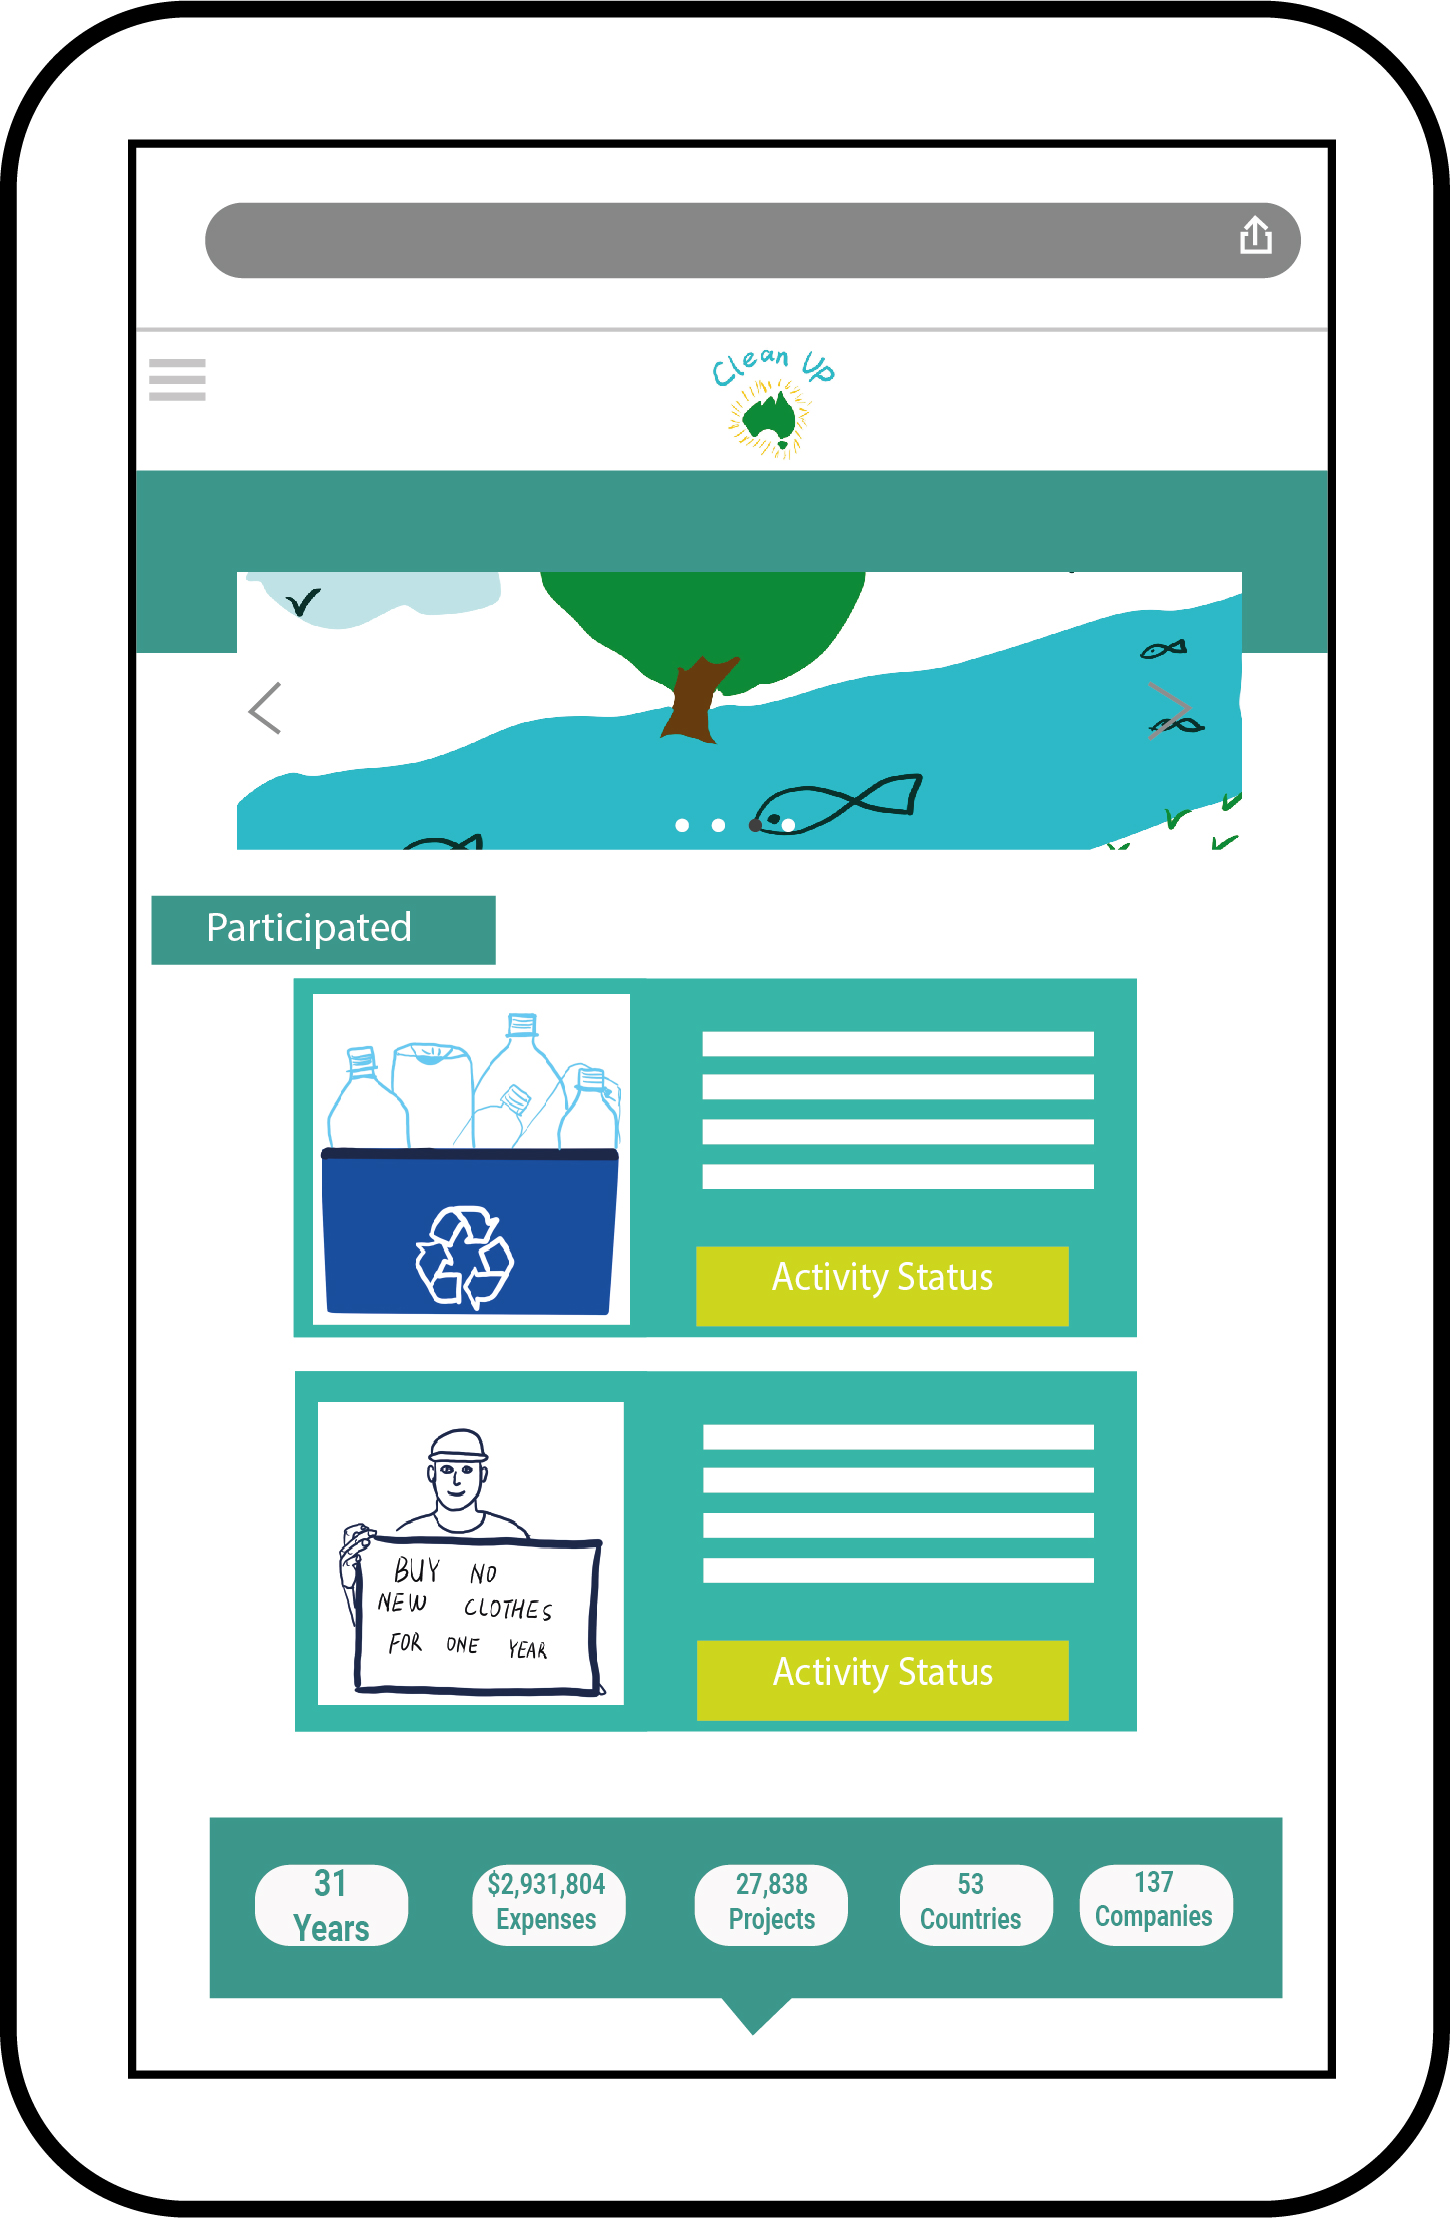 Clean Up
Participated
Activity Status
BUY NO
NEW CLOTHES
FOR ONE YEAR
Activity Status
31
Years
$2,931,804
Expenses
27,838
Projects
53
Countries
137
Companies